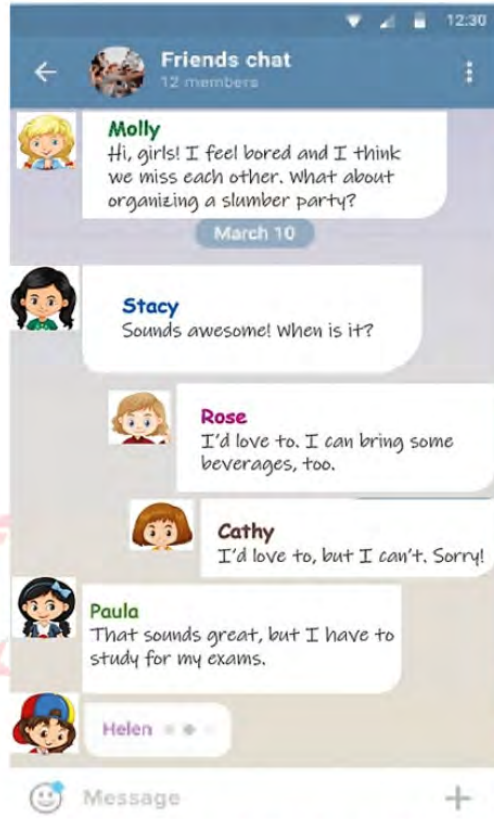 12:30
Friends chat
12 members
Molly
Hi, girls! I feel bored and I think
we miss each other. What about
organizing a slumber party?
March 10
Stacy
Sounds awesome! When is it?
Rose
I'd love to. I can bring some
beverages, too.
Cathy
I'd love to, but I can't. Sorry!
Paula
That sounds great, but I have to
study for my exams.
Helen
Message